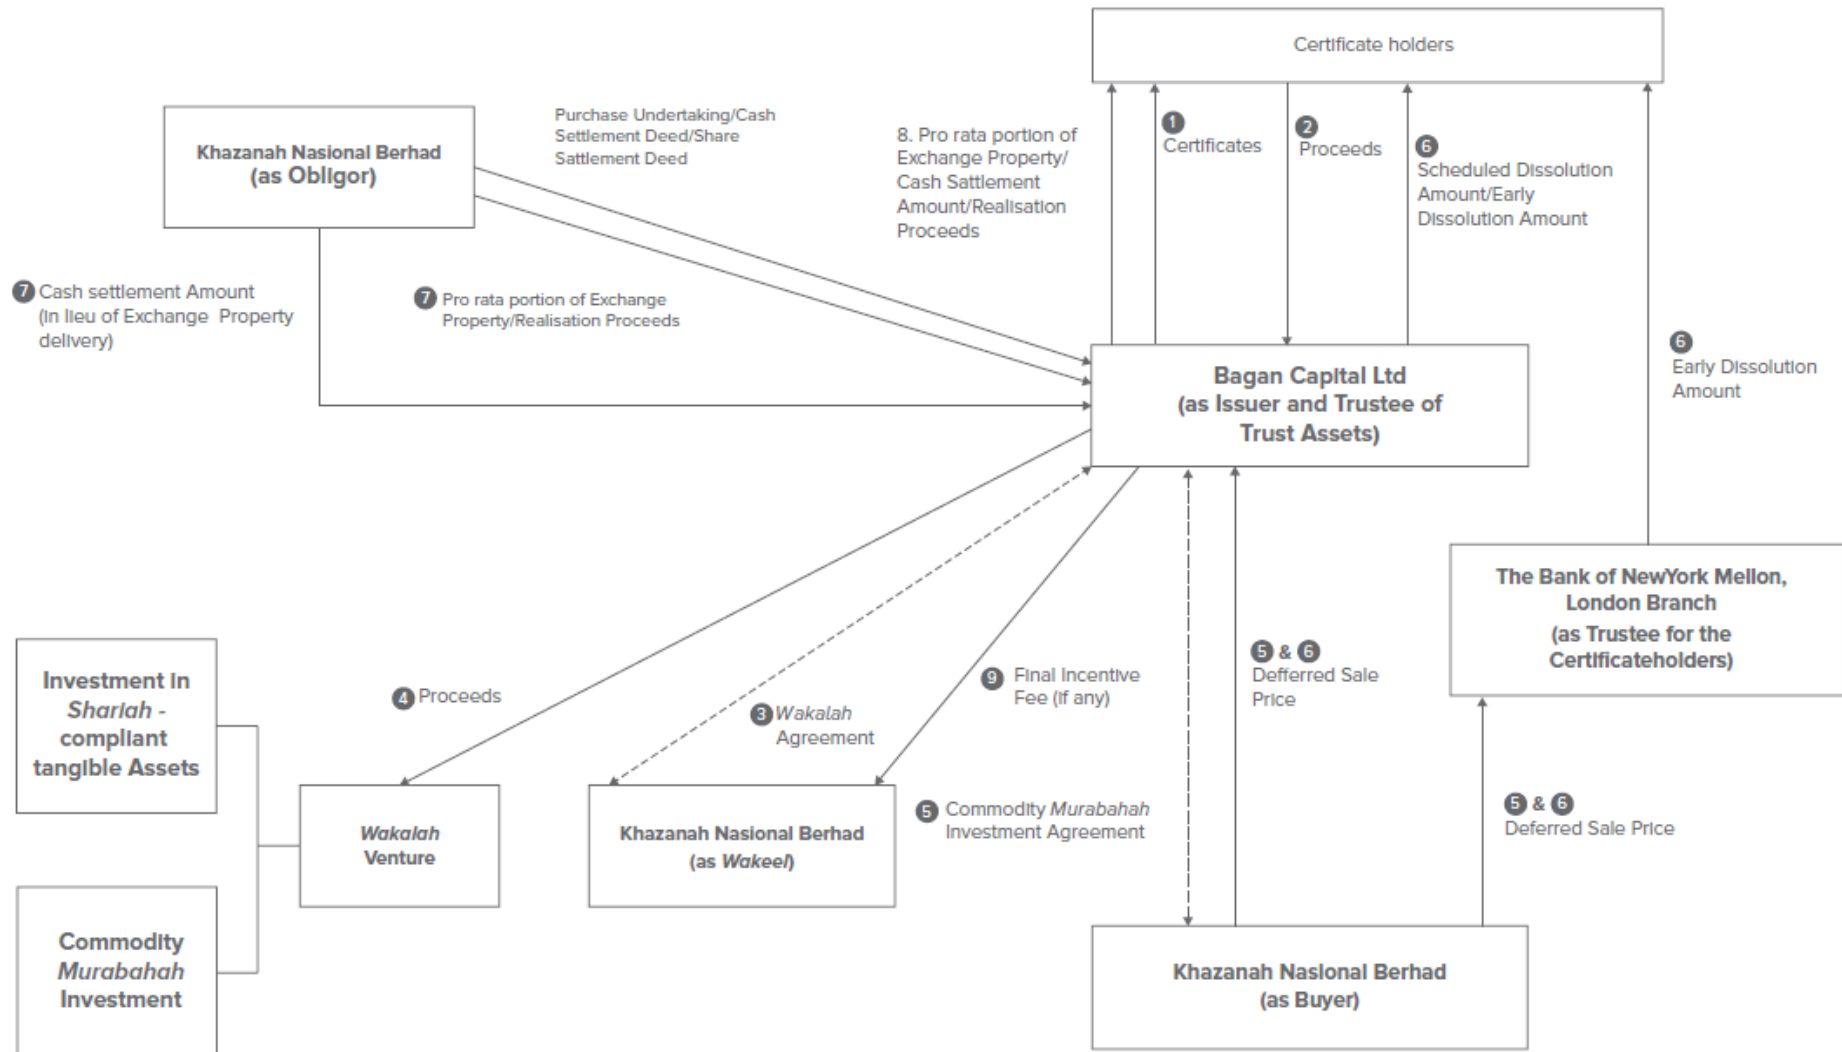 Certificate holders
Khazanah Nasional Berhad
(as Obligor)
Purchase Undertaking/Cash
Settlement Deed/Share
Sattlement Deed
8. Pro rata portion of
Exchange Property/
Cash Sattlement
Amount/Realisation
Proceeds
1
Certificates
2
Proceeds
6
Scheduled Dissolution
Amount/Early
Dissolution Amount
7 Cash settlement Amount
(in lieu of Exchange Property
delivery)
7 Pro rata portion of Exchange
Property/Realisation Proceeds
Bagan Capital Ltd
(as Issuer and Trustee of
Trust Assets)
6
Early Dissolution
Amount
The Bank of NewYork Mellon,
London Branch
(as Trustee for the
Certificateholders)
Investment in
Shariah -
compliant
tangible Assets
4 Proceeds
3 Wakalah
Agreement
9 Final Incentive
Fee (if any)
5 & 6
Defferred Sale
Price
Wakalah
Venture
Khazanah Nasional Berhad
(as Wakeel)
5 Commodity Murabahah
Investment Agreement
5 & 6
Deferred Sale Price
Commodity
Murabahah
Investment
Khazanah Nasional Berhad
(as Buyer)